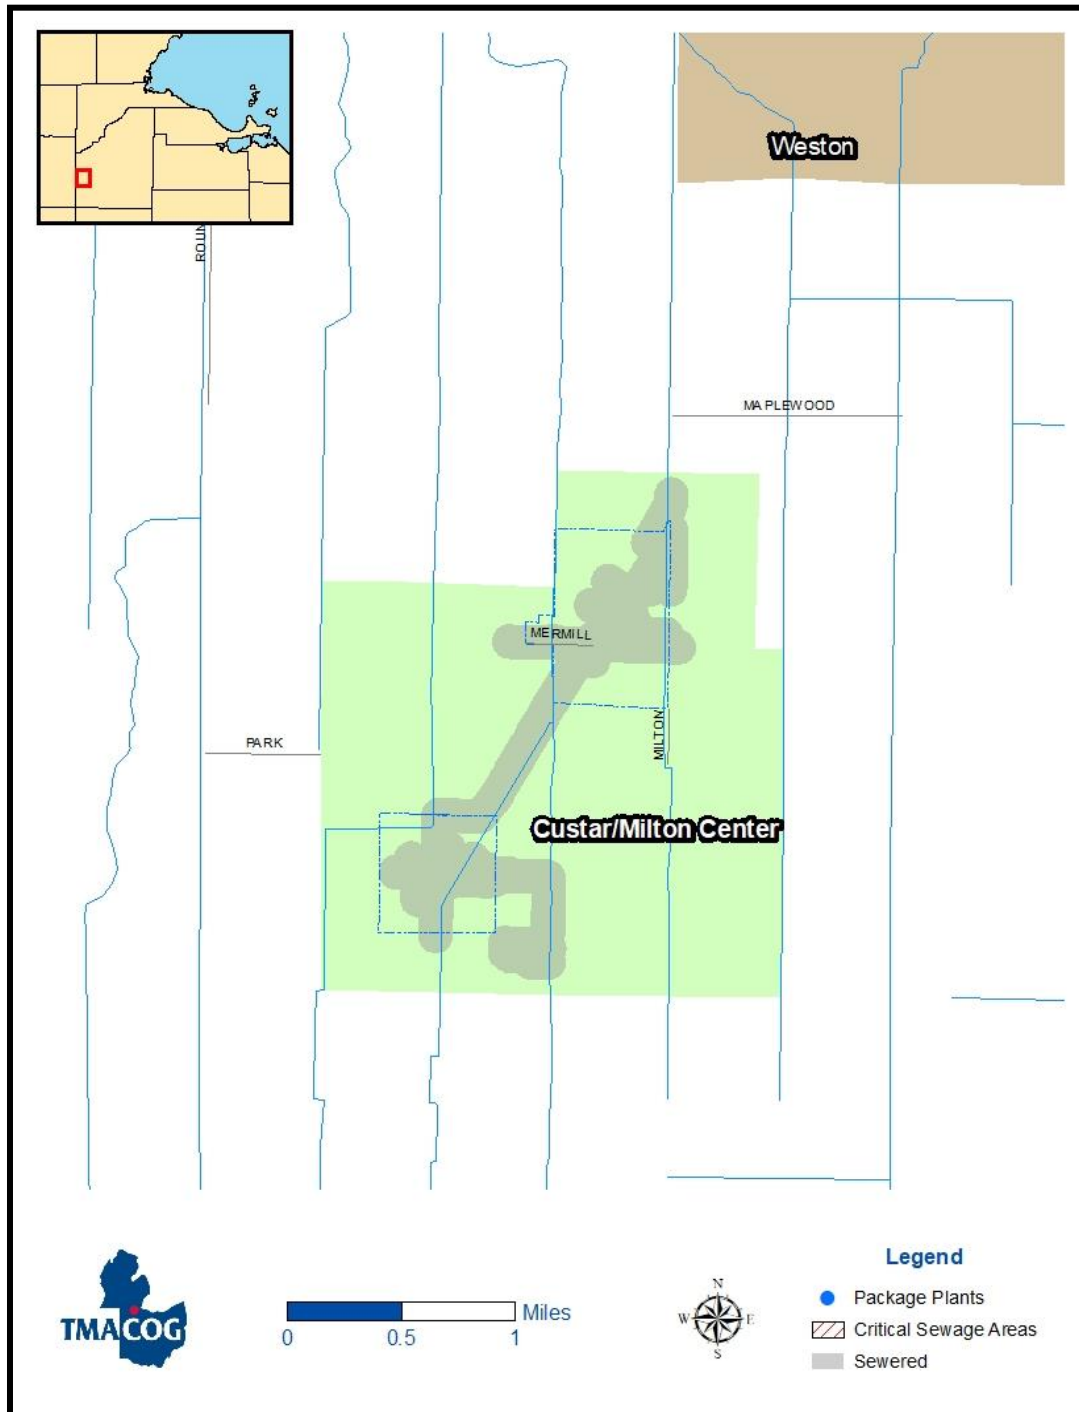 Weston
ROUN
MAPLEWOOD
MERMILL
MILTON
PARK
Custar/Milton Center
TMACOG
Miles
0 0.5 1
N
W E
S
Legend
Package Plants
Critical Sewage Areas
Sewered